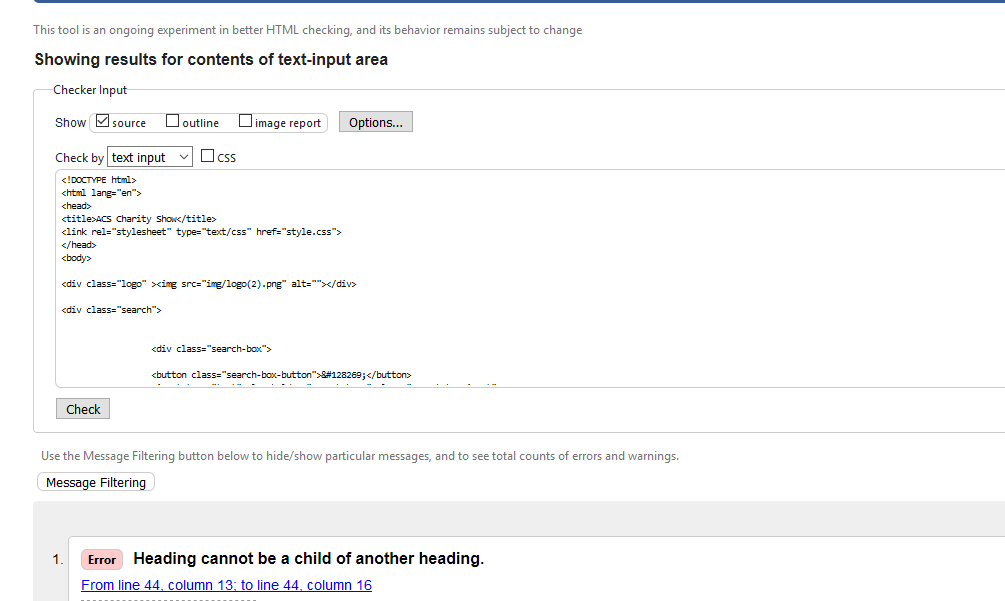 This tool is an ongoing experiment in better HTML checking, and its behavior remains subject to change
Showing results for contents of text-input area
Checker Input
Show source outline image report Options...
Check by text input CSS
<!DOCTYPE html>
<html lang="en">
<head>
<title>ACS Charity Show</title>
<link rel="stylesheet" type="text/css" href="style.css">
</head>
<body>
<div class="logo" ><img src="img/logo(2).png" alt=""></div>
<div class="search">
<div class="search-box">
<button class="search-box-button">&#128269;</button>
Check
Use the Message Filtering button below to hide/show particular messages, and to see total counts of errors and warnings.
Message Filtering
1. Error Heading cannot be a child of another heading.
From line 44, column 13; to line 44, column 16